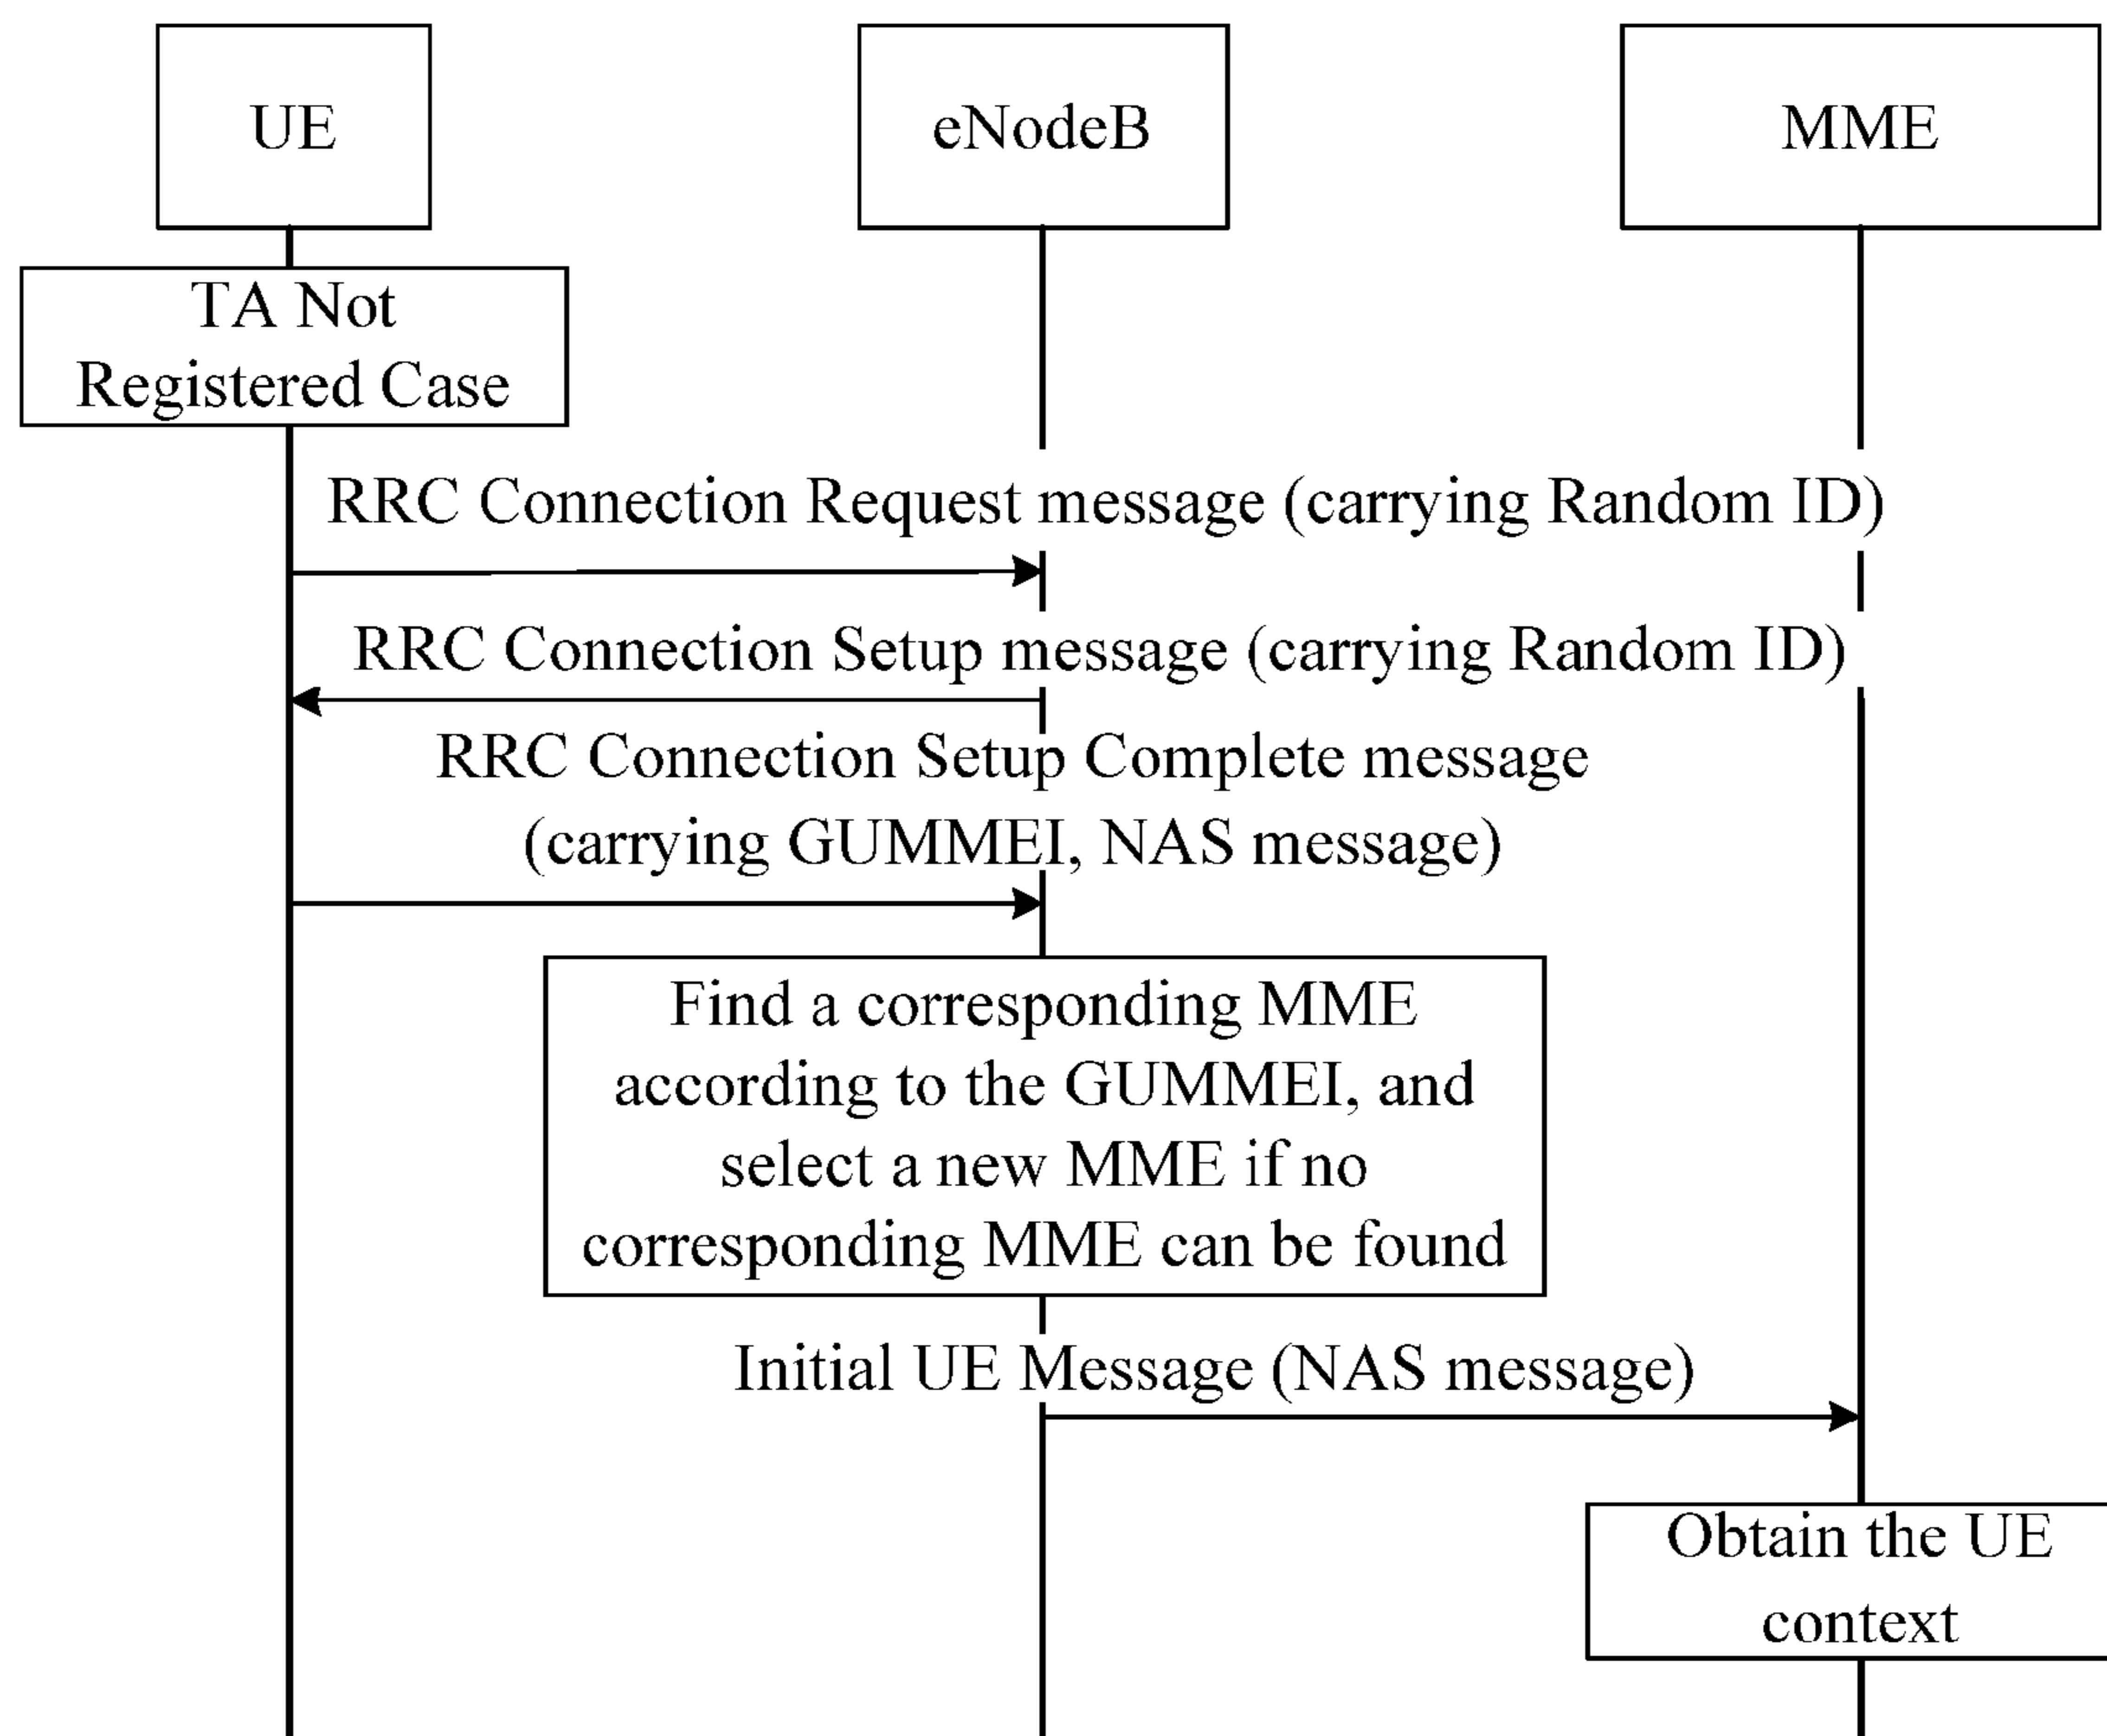 UE
eNodeB
MME
TA Not
Registered Case
RRC Connection Request message (carrying Random ID)
RRC Connection Setup message (carrying Random ID)
RRC Connection Setup Complete message
(carrying GUMMEI, NAS message)
Find a corresponding MME
according to the GUMMEI, and
select a new MME if no
corresponding MME can be found
Initial UE Message (NAS message)
Obtain the UE
context